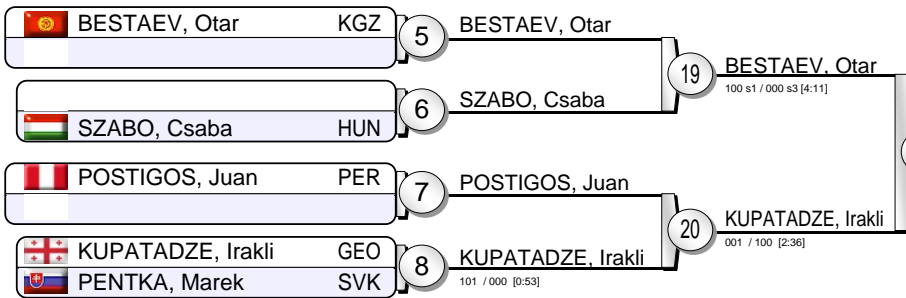 BESTAEV, Otar KGZ
5
BESTAEV, Otar
19
BESTAEV, Otar
100 s1 / 000 s3 [4:11]
6
SZABO, Csaba
SZABO, Csaba HUN
POSTIGOS, Juan PER
7
POSTIGOS, Juan
20
KUPATADZE, Irakli
001 / 100 [2:36]
KUPATADZE, Irakli GEO
8
KUPATADZE, Irakli
PENTKA, Marek SVK
101 / 000 [0:53]